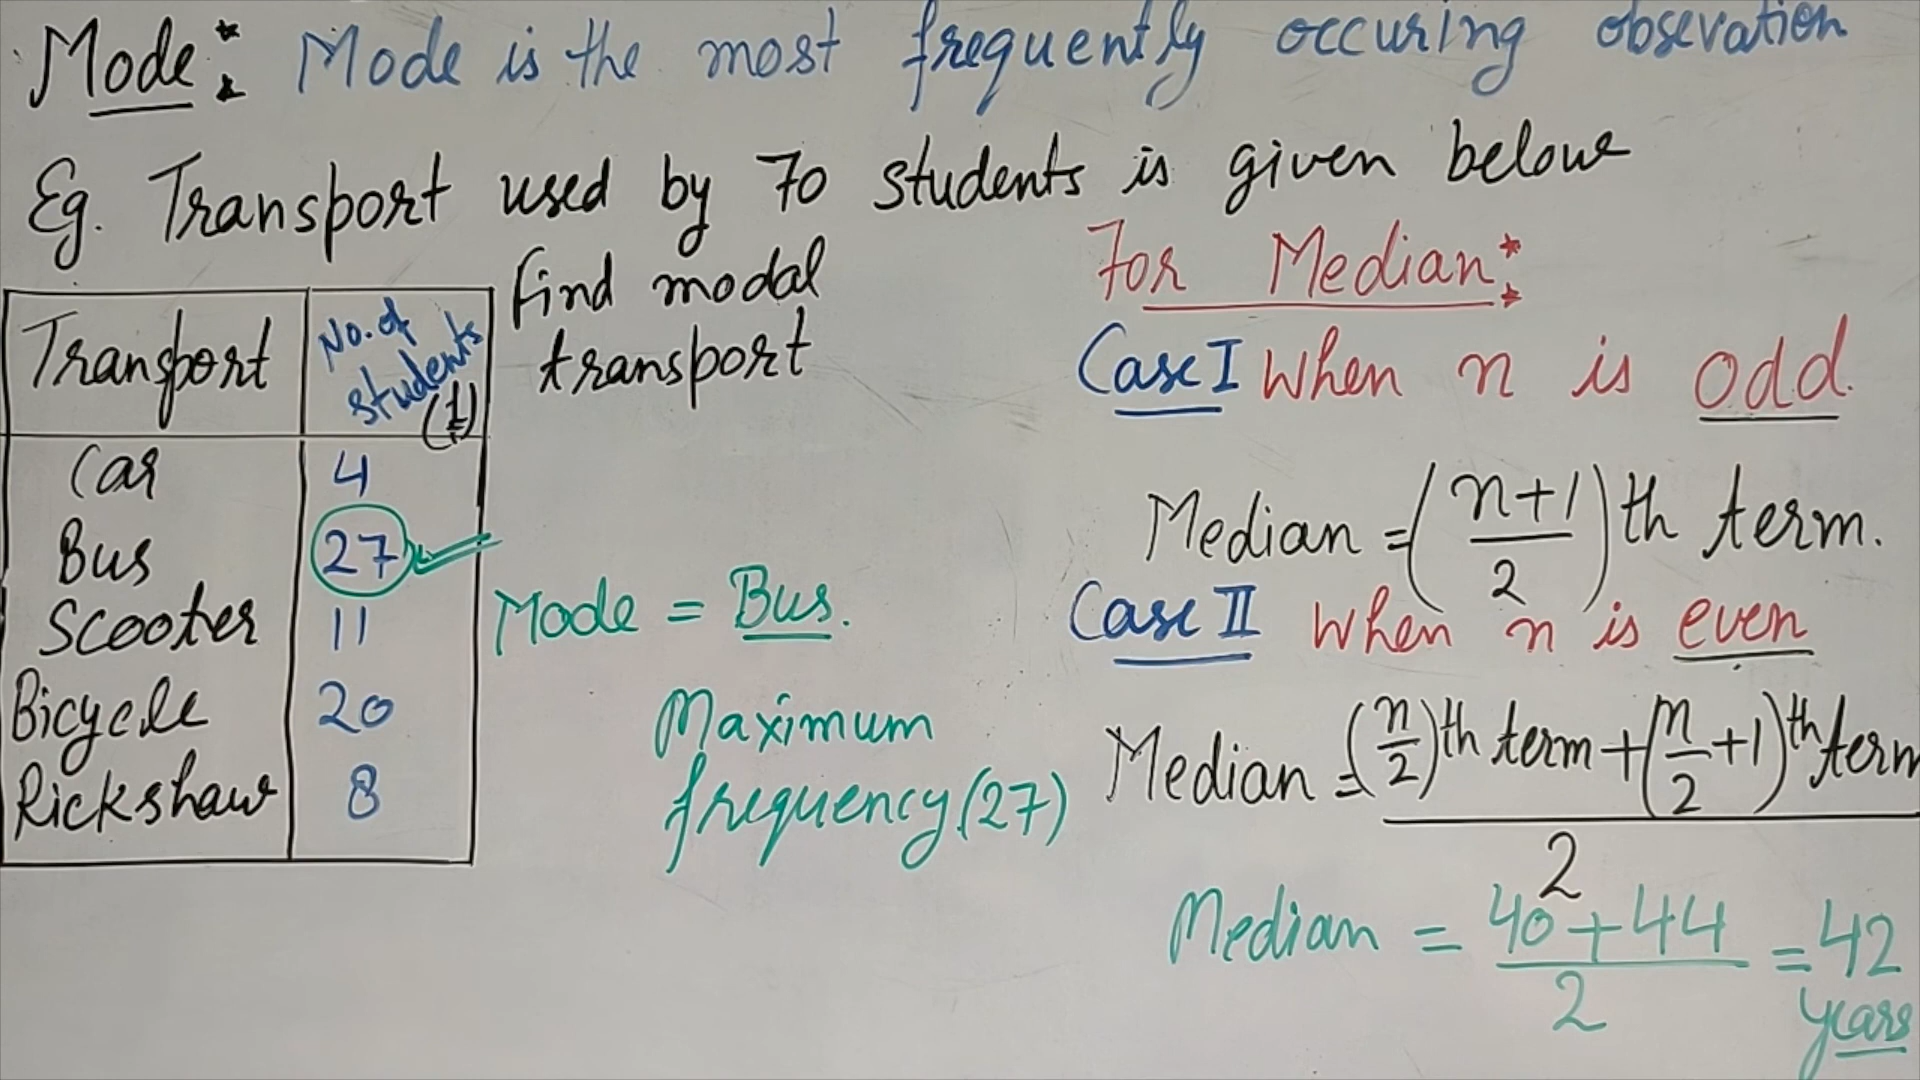 Mode: Mode is the most frequently occuring obsevation
Eg. Transport used by 70 students is given below
find modal
transport
Transport No. of students (f)
Car 4
Bus 27
Scooter 11
Bicycle 20
Rickshaw 8
Mode = Bus.
Maximum
frequency (27)
For Median:
Case I When n is odd.
Median = (n+1/2)th term.
Case II When n is even
Median = (n/2)th term + (n/2 + 1)th term / 2
Median = 40+44/2 = 42
years